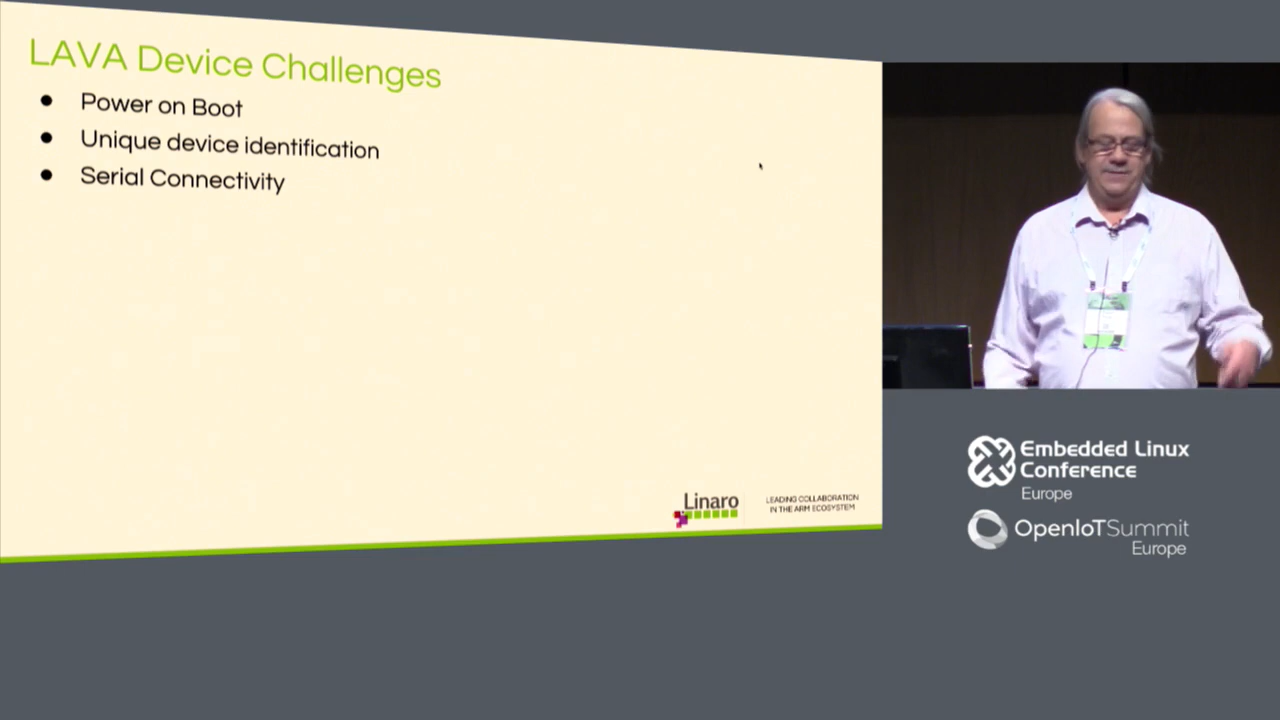 LAVA Device Challenges
Power on Boot
Unique device identification
Serial Connectivity
Linaro
LEADING COLLABORATION
IN THE ARM ECOSYSTEM
Embedded Linux
Conference
Europe
OpenIoTSummit
Europe